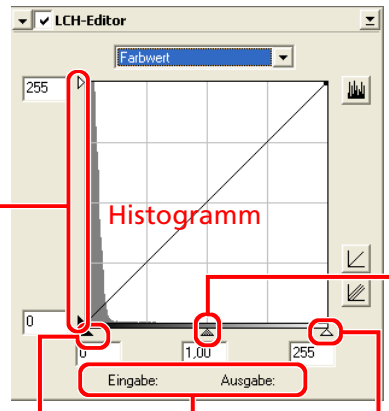 LCH-Editor
Farbwert
255
Histogramm
0
0 1,00 255
Eingabe: Ausgabe: